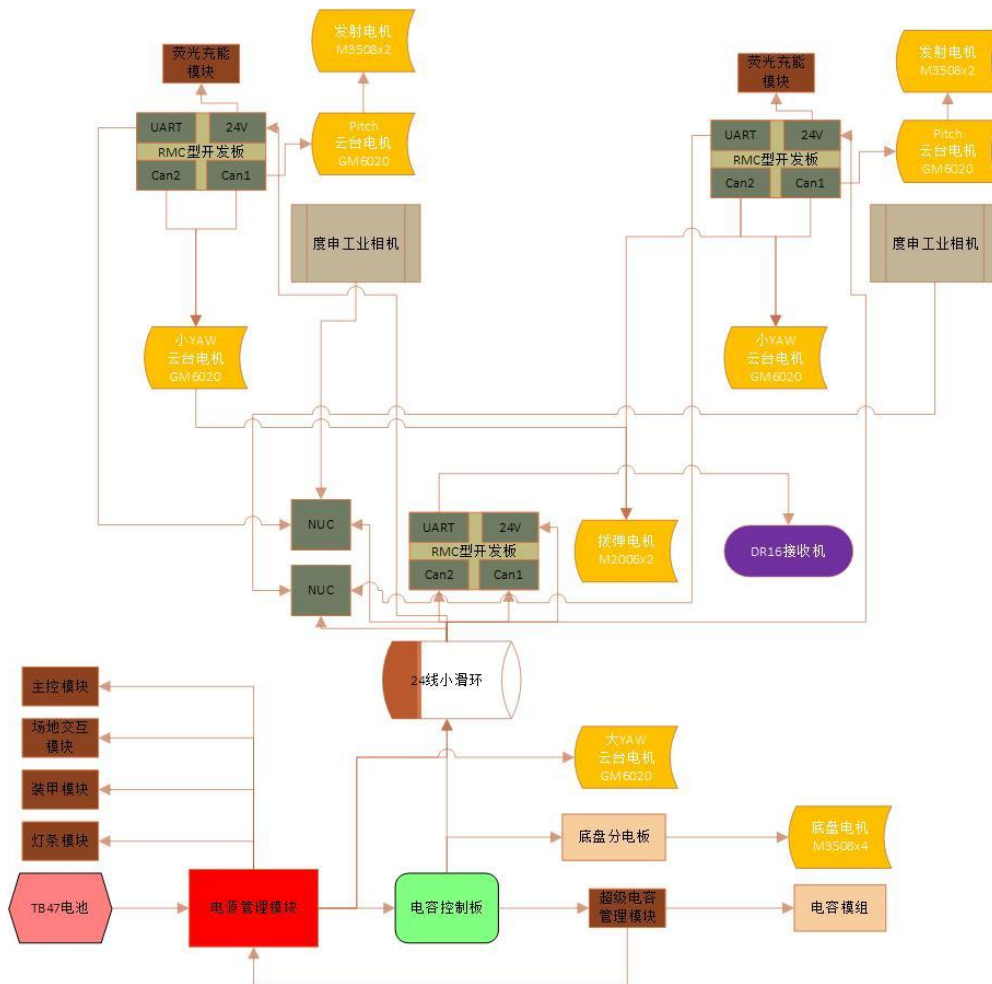 发射电机
M3508x2
荧光充能
模块
UART
24V
RMC型开发板
Can2
Can1
Pitch
云台电机
GM6020
度申工业相机
小YAW
云台电机
GM6020
发射电机
M3508x2
荧光充能
模块
UART
24V
RMC型开发板
Can2
Can1
Pitch
云台电机
GM6020
度申工业相机
小YAW
云台电机
GM6020
NUC
NUC
UART
24V
RMC型开发板
Can2
Can1
拨弹电机
M2006x2
DR16接收机
24线小滑环
主控模块
场地交互
模块
装甲模块
灯条模块
大YAW
云台电机
GM6020
底盘分电板
底盘电机
M3508x4
TB47电池
电源管理模块
电容控制板
超级电容
管理模块
电容模组